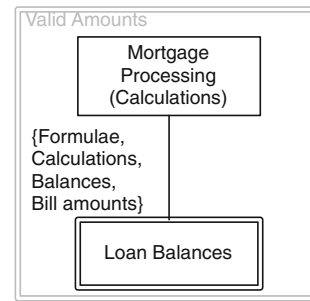 Valid Amounts
Mortgage
Processing
(Calculations)
{Formulae,
Calculations,
Balances,
Bill amounts}
Loan Balances